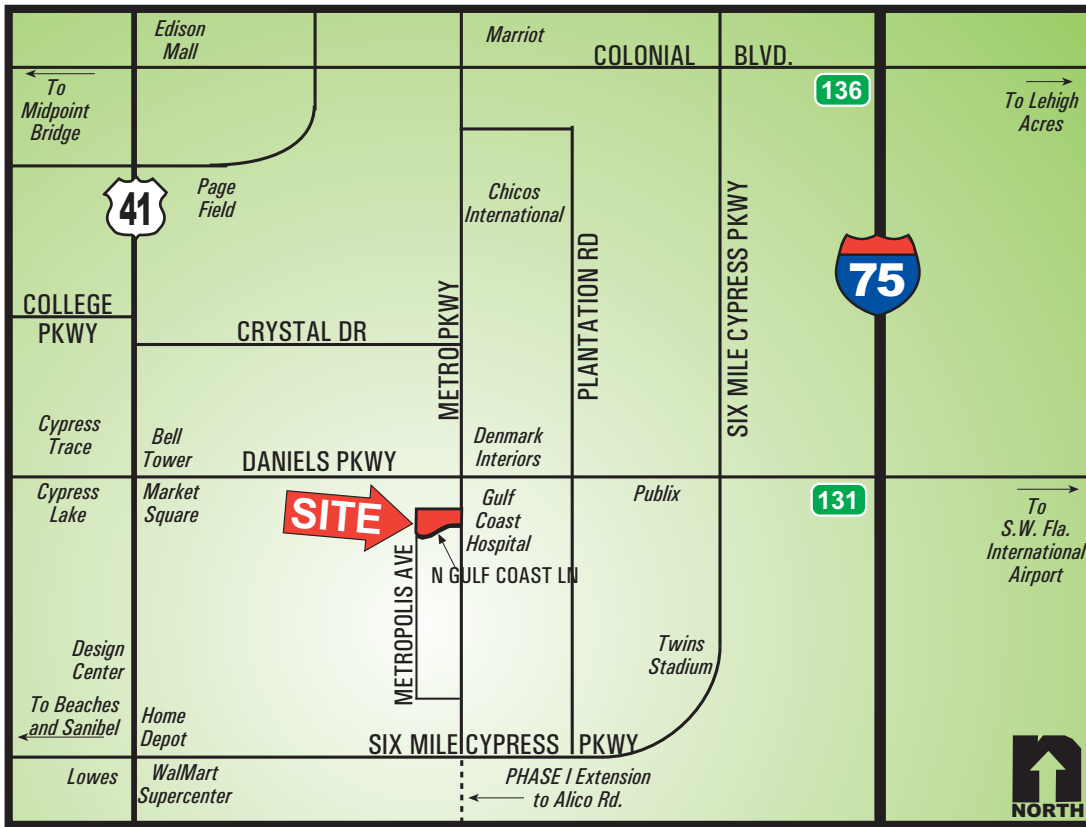 Edison
Mall
Marriot
COLONIAL BLVD.
To
Midpoint
Bridge
136
To Lehigh
Acres
Page
Field
41
Chicos
International
METRO PKWY
PLANTATION RD
SIX MILE CYPRESS PKWY
75
COLLEGE
PKWY
CRYSTAL DR
Cypress
Trace
Bell
Tower
Denmark
Interiors
DANIELS PKWY
Cypress
Lake
Market
Square
SITE
Gulf
Coast
Hospital
Publix
131
To
S.W. Fla.
International
Airport
N GULF COAST LN
METROPOLIS AVE
Design
Center
Twins
Stadium
To Beaches
and Sanibel
Home
Depot
SIX MILE CYPRESS PKWY
Lowes
WalMart
Supercenter
PHASE I Extension
to Alico Rd.
n
NORTH